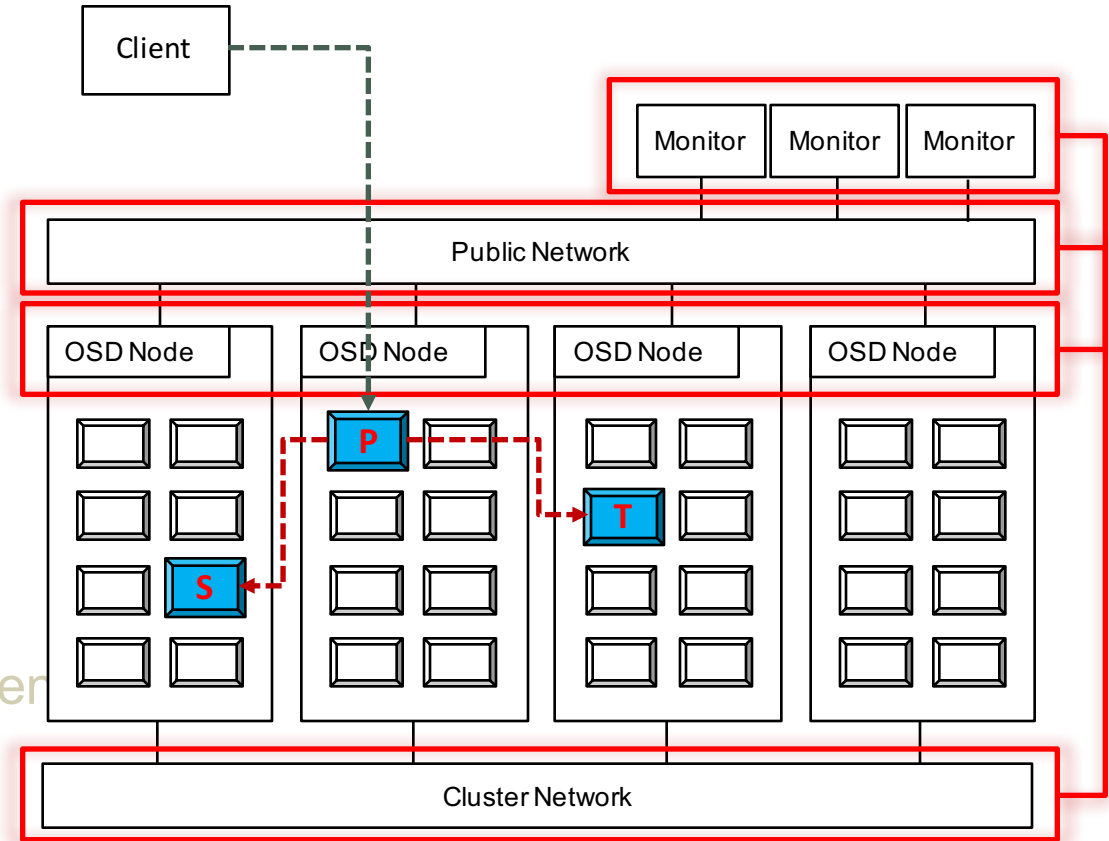 Client
Monitor
Monitor
Monitor
Public Network
OSD Node
OSD Node
OSD Node
OSD Node
P
T
S
Cluster Network